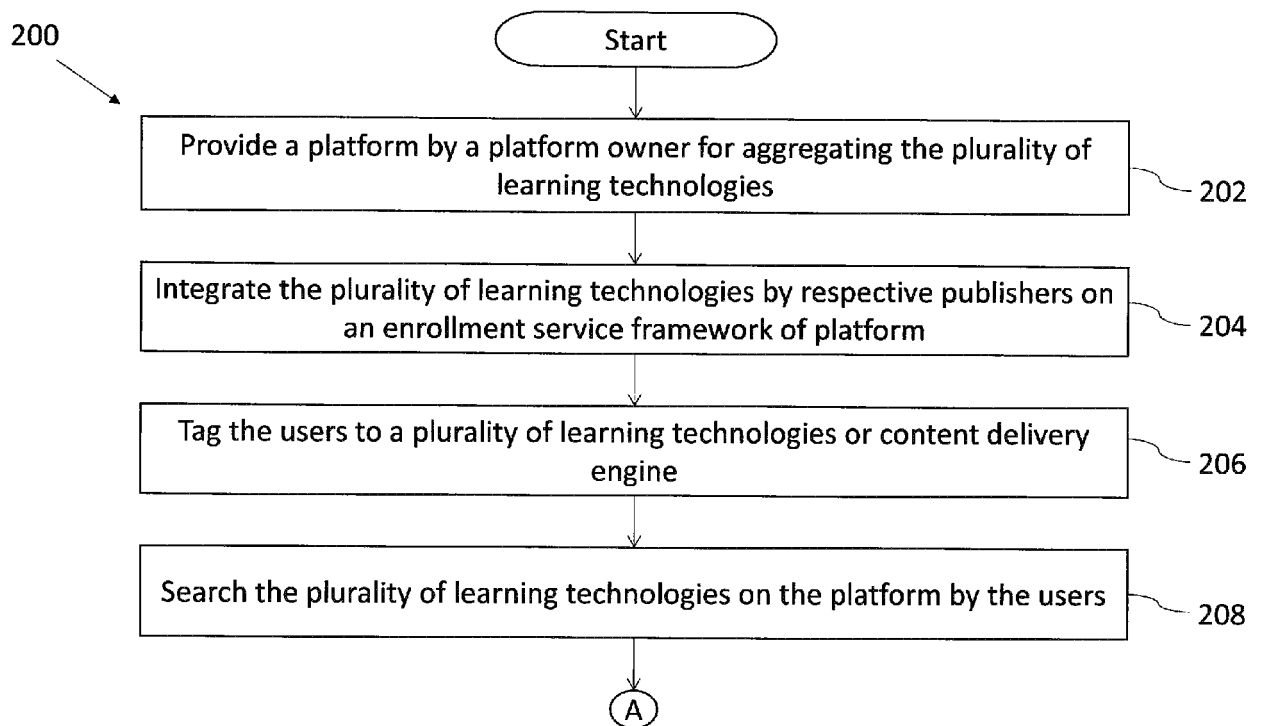 200
Start
Provide a platform by a platform owner for aggregating the plurality of
learning technologies
202
Integrate the plurality of learning technologies by respective publishers on
an enrollment service framework of platform
204
Tag the users to a plurality of learning technologies or content delivery
engine
206
Search the plurality of learning technologies on the platform by the users
208
A